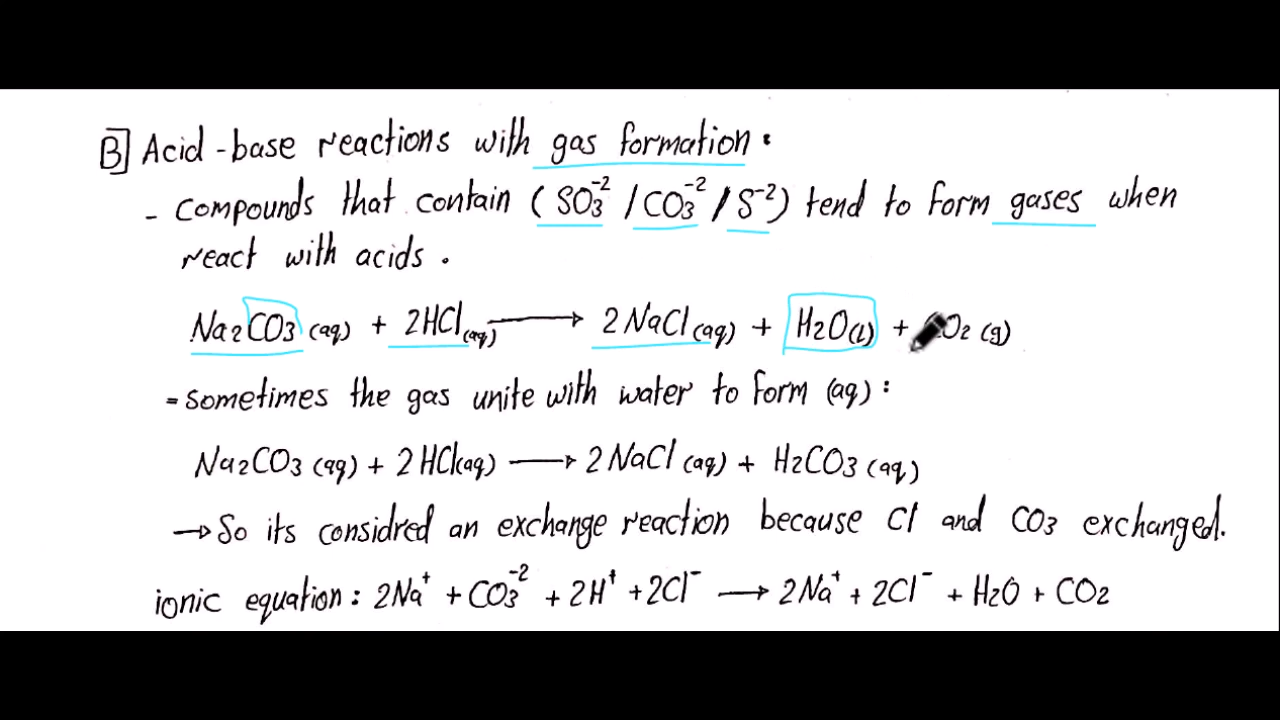 B] Acid-base reactions with gas formation:
- compounds that contain (SO₃⁻² / CO₃⁻² / S⁻²) tend to form gases when
react with acids.
Na₂CO₃ (aq) + 2HCl (aq) ⟶ 2NaCl (aq) + H₂O(l) + CO₂ (g)
- sometimes the gas unite with water to form (aq):
Na₂CO₃ (aq) + 2HCl(aq) ⟶ 2NaCl (aq) + H₂CO₃ (aq)
→ So its considred an exchange reaction because Cl and CO₃ exchanged.
ionic equation: 2Na⁺ + CO₃⁻² + 2H⁺ + 2Cl⁻ ⟶ 2Na⁺ + 2Cl⁻ + H₂O + CO₂